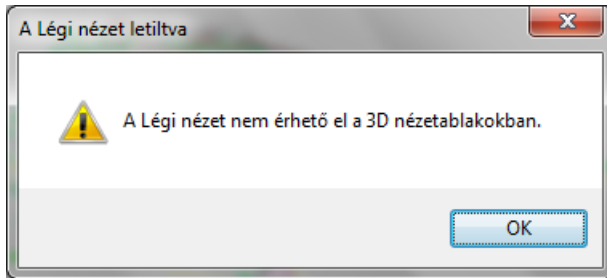 A Légi nézet letiltva
A Légi nézet nem érhető el a 3D nézetablakokban.
OK